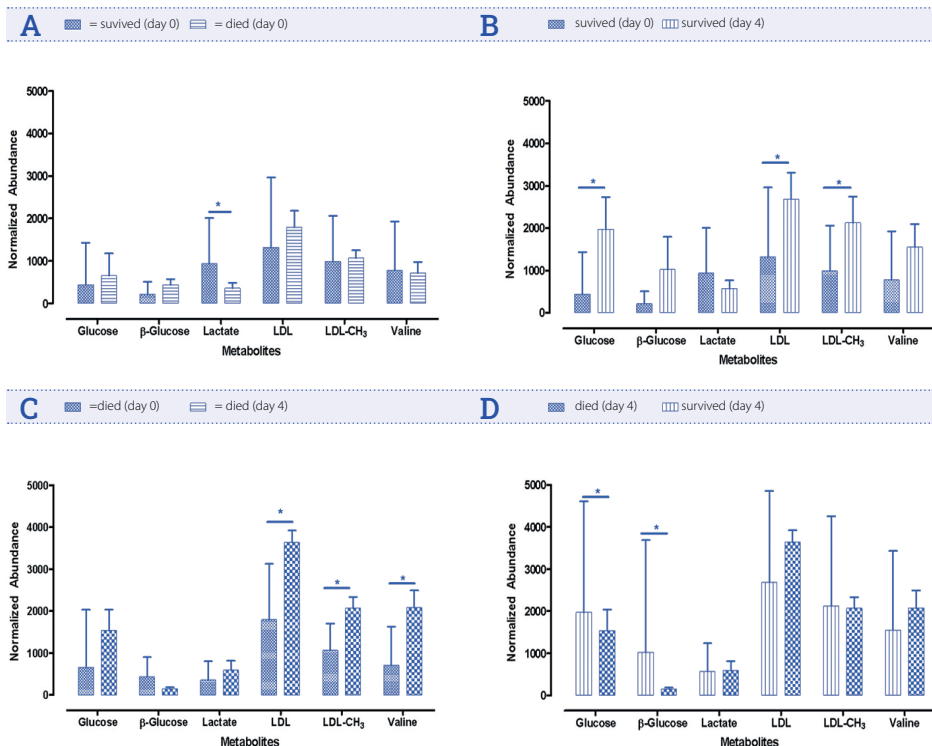 A = suvived (day 0) = died (day 0)
5000
4000
3000
2000
1000
0
Normalized Abundance
*
Glucose β-Glucose Lactate LDL LDL-CH₃ Valine
Metabolites
B suvived (day 0) survived (day 4)
5000
4000
3000
2000
1000
0
Normalized Abundance
* * *
Glucose β-Glucose Lactate LDL LDL-CH₃ Valine
Metabolites
C =died (day 0) = died (day 4)
5000
4000
3000
2000
1000
0
Normalized Abundance
* * *
Glucose β-Glucose Lactate LDL LDL-CH₃ Valine
Metabolites
D died (day 4) survived (day 4)
5000
4000
3000
2000
1000
0
Normalized Abundance
* *
Glucose β-Glucose Lactate LDL LDL-CH₃ Valine
Metabolites